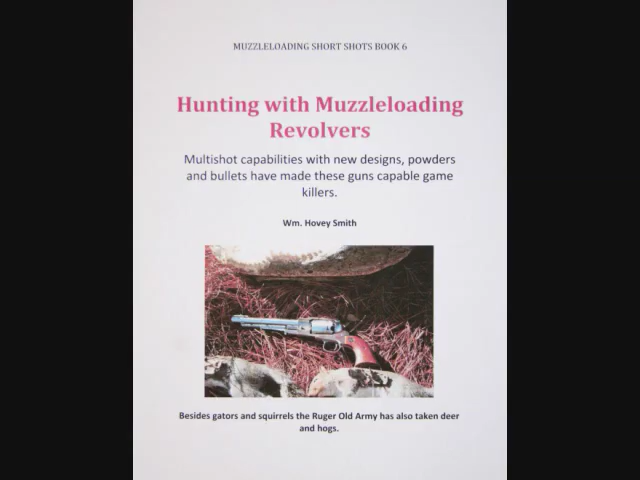 MUZZLELOADING SHORT SHOTS BOOK 6
Hunting with Muzzleloading
Revolvers
Multishot capabilities with new designs, powders
and bullets have made these guns capable game
killers.
Wm. Hovey Smith
Besides gators and squirrels the Ruger Old Army has also taken deer
and hogs.